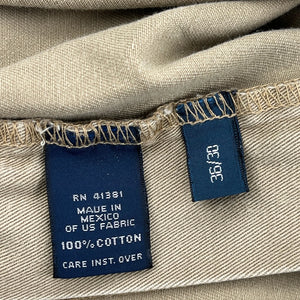 RN 41381
MADE IN
MEXICO
OF US FABRIC
100% COTTON
CARE INST. OVER
36/30